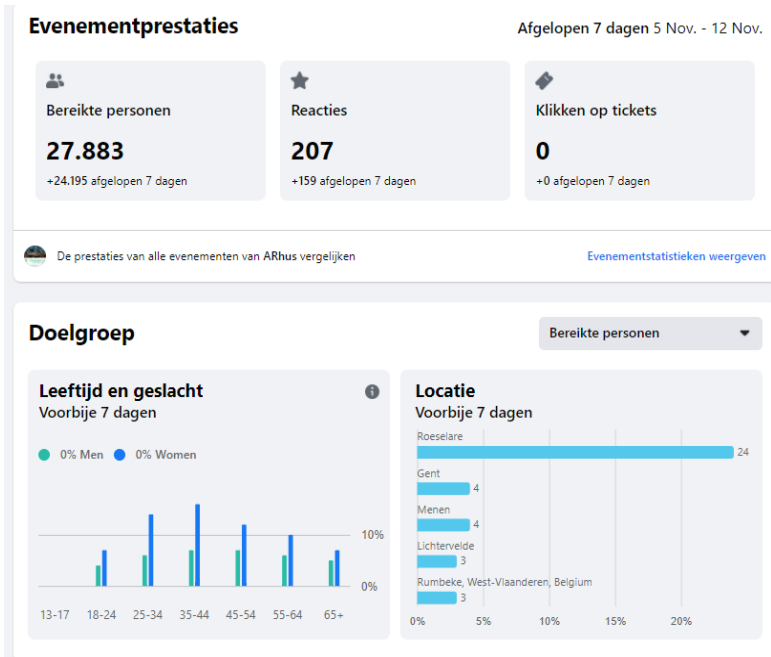 Evenementprestaties
Afgelopen 7 dagen 5 Nov. - 12 Nov.
Bereikte personen
27.883
+24.195 afgelopen 7 dagen
Reacties
207
+159 afgelopen 7 dagen
Klikken op tickets
0
+0 afgelopen 7 dagen
De prestaties van alle evenementen van ARhus vergelijken
Evenementstatistieken weergeven
Doelgroep
Bereikte personen
Leeftijd en geslacht
Voorbije 7 dagen
0% Men 0% Women
10%
0%
13-17 18-24 25-34 35-44 45-54 55-64 65+
Locatie
Voorbije 7 dagen
Roeselare
24
Gent
4
Menen
4
Lichtervelde
3
Rumbeke, West-Vlaanderen, Belgium
3
0% 5% 10% 15% 20%